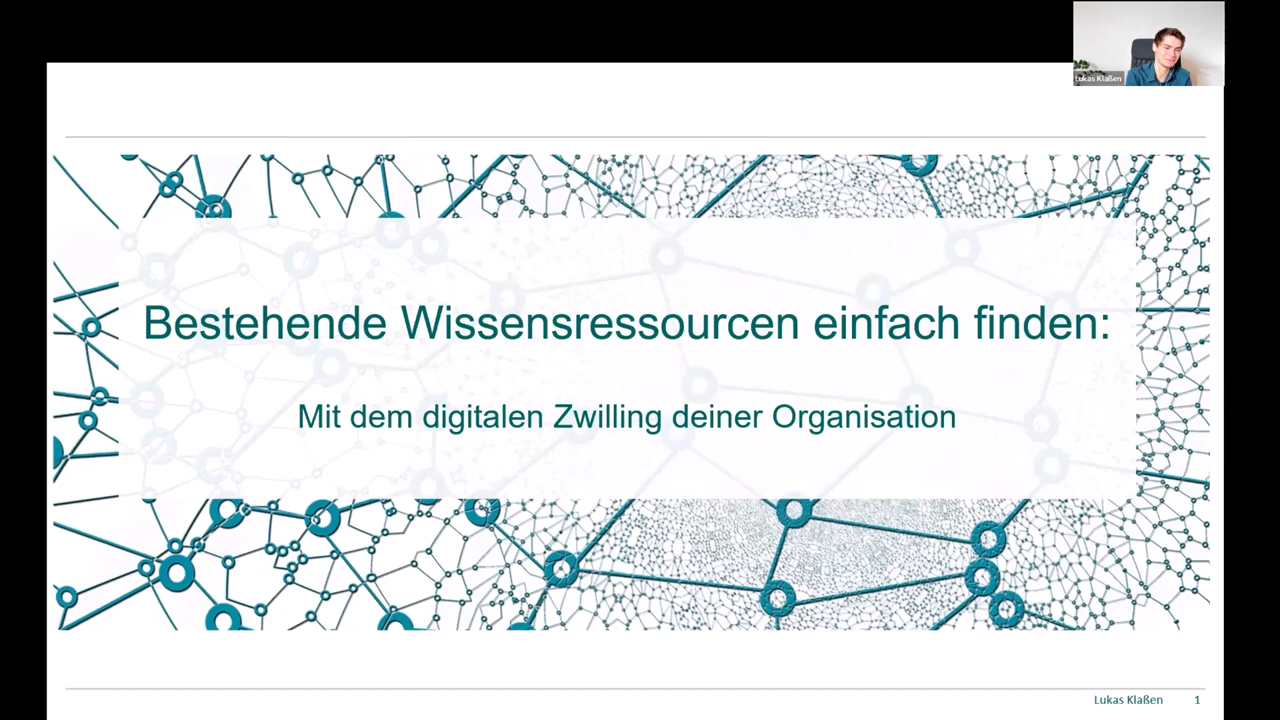 Lukas Klaßen
Bestehende Wissensressourcen einfach finden:
Mit dem digitalen Zwilling deiner Organisation
Lukas Klaßen 1